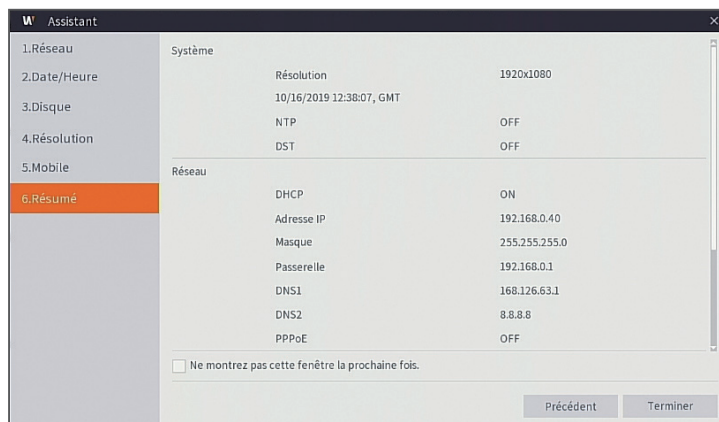 W Assistant
1.Réseau
2.Date/Heure
3.Disque
4.Résolution
5.Mobile
6.Résumé
Système
Résolution 1920x1080
10/16/2019 12:38:07, GMT
NTP OFF
DST OFF
Réseau
DHCP ON
Adresse IP 192.168.0.40
Masque 255.255.255.0
Passerelle 192.168.0.1
DNS1 168.126.63.1
DNS2 8.8.8.8
PPPoE OFF
Ne montrez pas cette fenêtre la prochaine fois.
Précédent Terminer